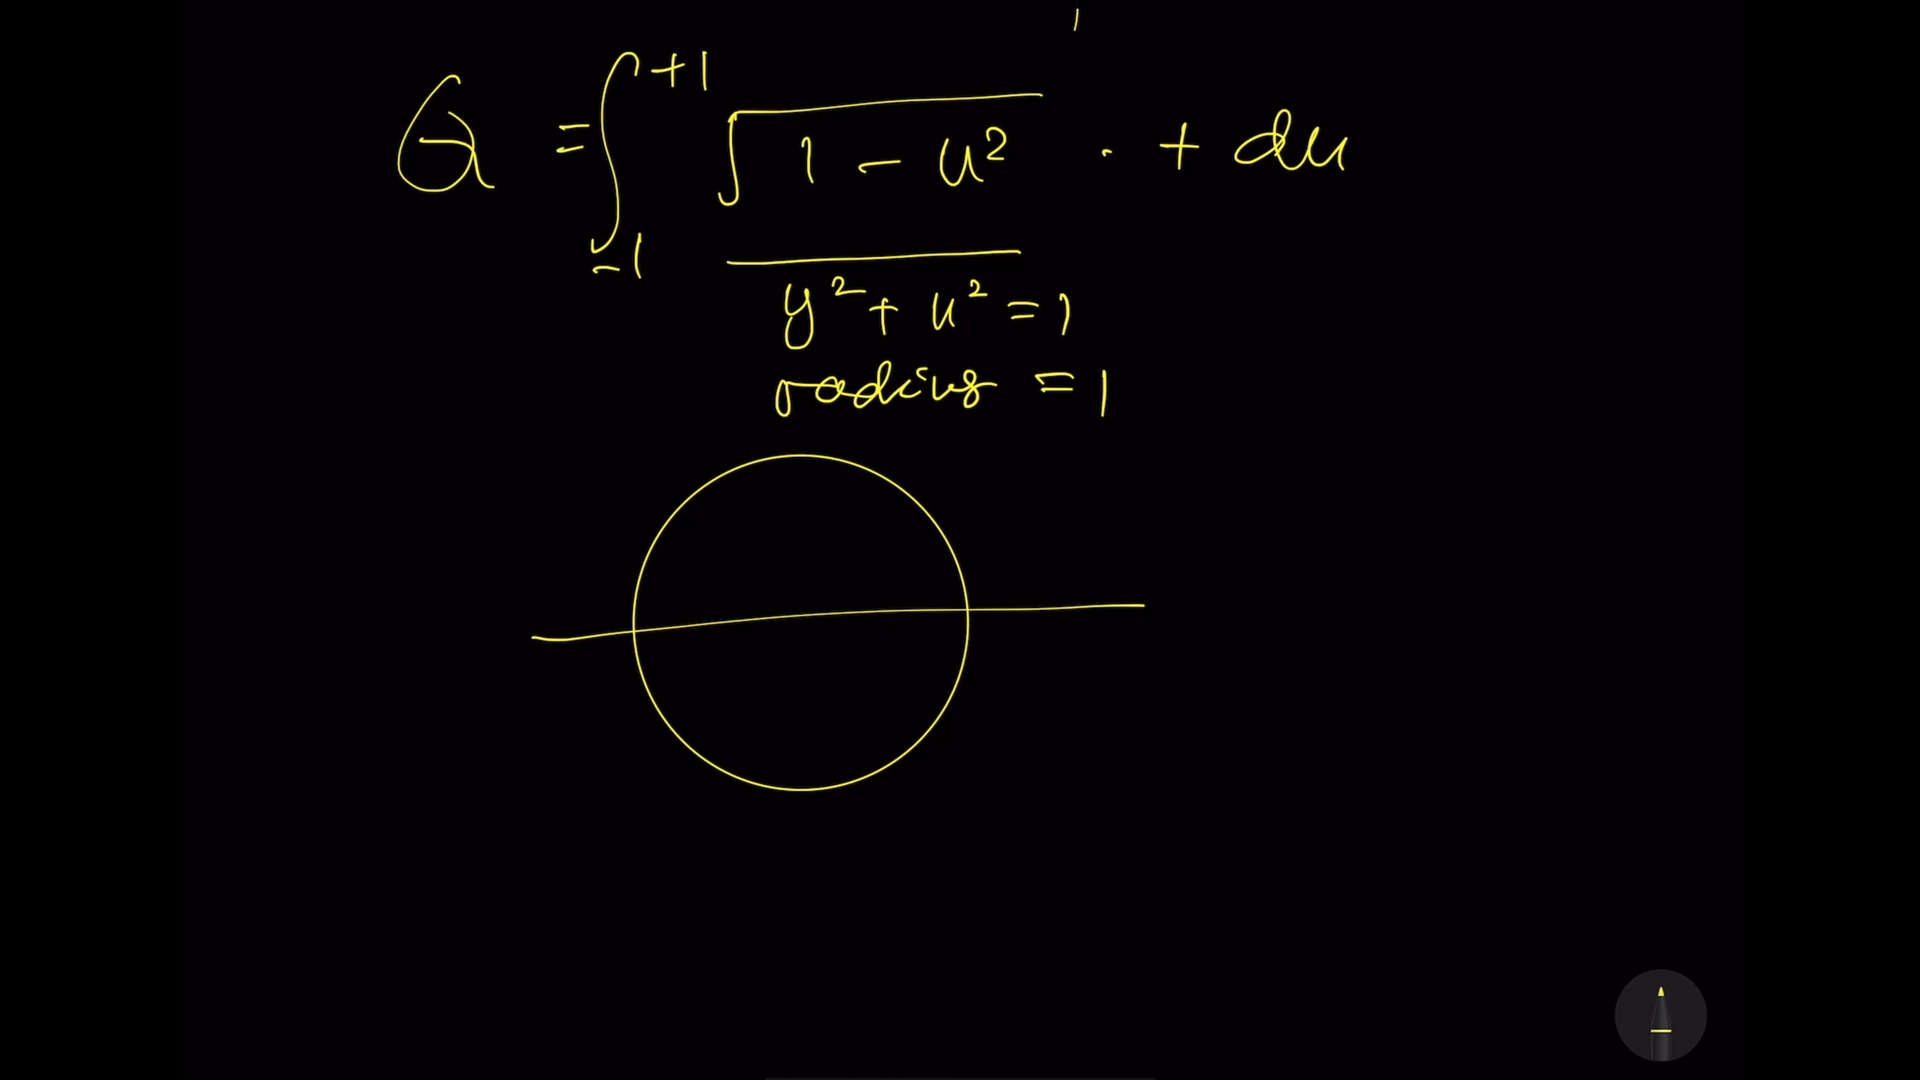 Q = ∫_{-1}^{+1} √(1 - u²) · + du
y² + u² = 1
radius = 1